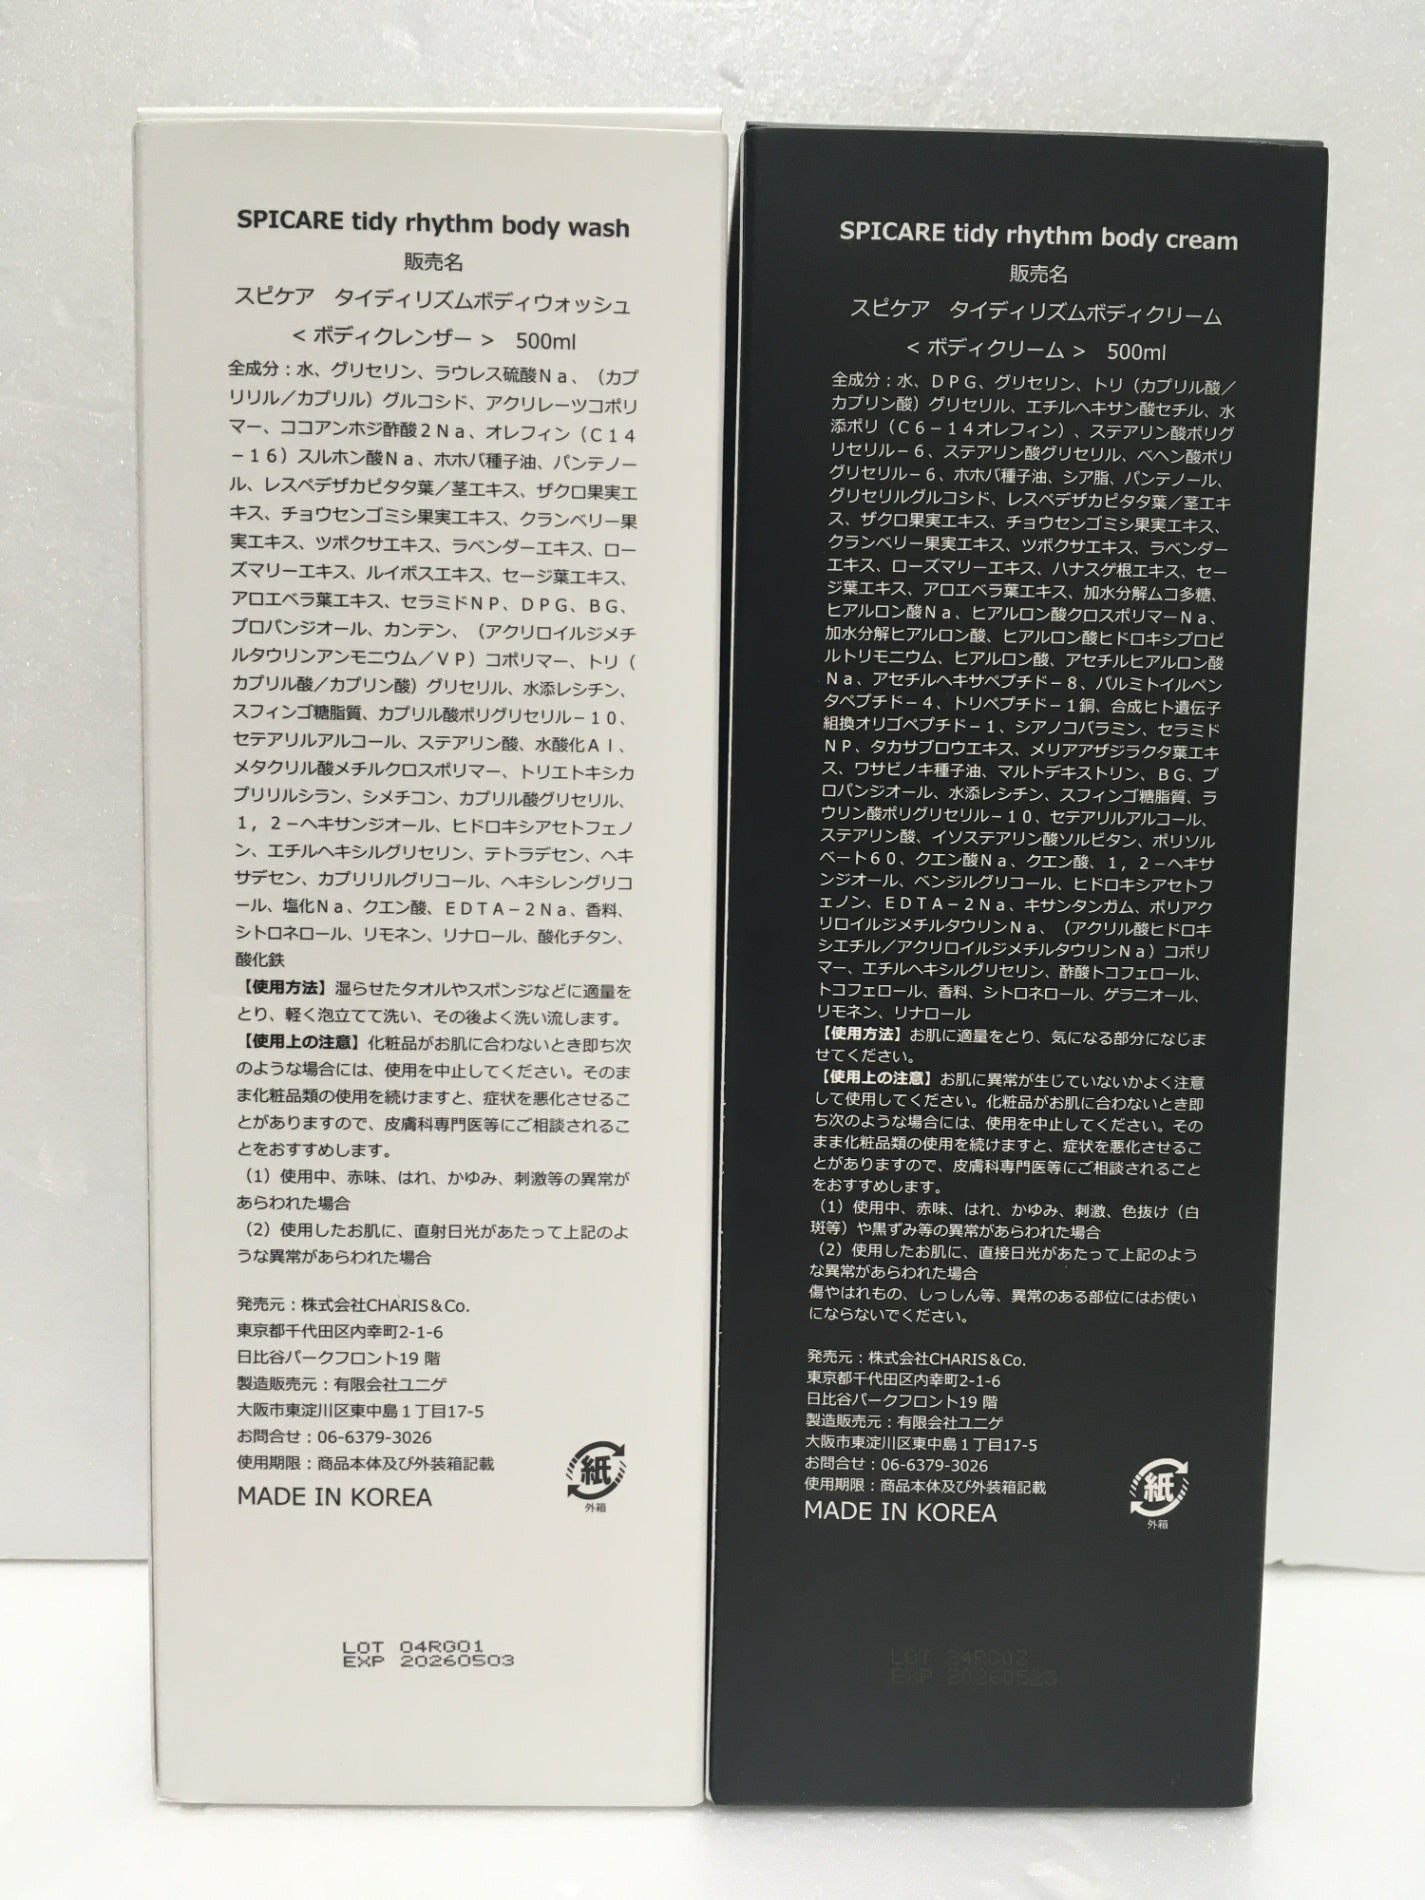 SPICARE tidy rhythm body wash
販売名
スピケア　タイディリズムボディウォッシュ
＜ボディクレンザー＞　500ml
全成分：水、グリセリン、ラウレス硫酸Ｎａ、（カプ
リリル／カプリル）グルコシド、アクリレーツコポリ
マー、ココアンホジ酢酸２Ｎａ、オレフィン（Ｃ１４
－１６）スルホン酸Ｎａ、ホホバ種子油、パンテノー
ル、レスペデザカピタタ葉／茎エキス、ザクロ果実エ
キス、チョウセンゴミシ果実エキス、クランベリー果
実エキス、ツボクサエキス、ラベンダーエキス、ロー
ズマリーエキス、ルイボスエキス、セージ葉エキス、
アロエベラ葉エキス、セラミドＮＰ、ＤＰＧ、ＢＧ、
プロパンジオール、カンテン、（アクリロイルジメチ
ルタウリンアンモニウム／ＶＰ）コポリマー、トリ（
カプリル酸／カプリン酸）グリセリル、水添レシチン、
スフィンゴ糖脂質、カプリル酸ポリグリセリル－１０、
セテアリルアルコール、ステアリン酸、水酸化Ａｌ、
メタクリル酸メチルクロスポリマー、トリエトキシカ
プリリルシラン、シメチコン、カプリル酸グリセリル、
１，２－ヘキサンジオール、ヒドロキシアセトフェノ
ン、エチルヘキシルグリセリン、テトラデセン、ヘキ
サデセン、カプリリルグリコール、ヘキシレングリコ
ール、塩化Ｎａ、クエン酸、ＥＤＴＡ－２Ｎａ、香料、
シトロネロール、リモネン、リナロール、酸化チタン、
酸化鉄
【使用方法】湿らせたタオルやスポンジなどに適量を
とり、軽く泡立てて洗い、その後よく洗い流します。
【使用上の注意】化粧品がお肌に合わないとき即ち次
のような場合には、使用を中止してください。そのま
ま化粧品類の使用を続けますと、症状を悪化させるこ
とがありますので、皮膚科専門医等にご相談されるこ
とをおすすめします。
（1）使用中、赤味、はれ、かゆみ、刺激等の異常が
あらわれた場合
（2）使用したお肌に、直射日光があたって上記のよ
うな異常があらわれた場合
発売元：株式会社CHARIS＆Co.
東京都千代田区内幸町2-1-6
日比谷パークフロント19 階
製造販売元：有限会社ユニゲ
大阪市東淀川区東中島１丁目17-5
お問合せ：06-6379-3026
使用期限：商品本体及び外装箱記載
MADE IN KOREA
紙
外箱
LOT 04RG01
EXP 20260503
SPICARE tidy rhythm body cream
販売名
スピケア　タイディリズムボディクリーム
＜ボディクリーム＞　500ml
全成分：水、ＤＰＧ、グリセリン、トリ（カプリル酸／
カプリン酸）グリセリル、エチルヘキサン酸セチル、水
添ポリ（Ｃ６－１４オレフィン）、ステアリン酸ポリグ
リセリル－６、ステアリン酸グリセリル、ベヘン酸ポリ
グリセリル－６、ホホバ種子油、シア脂、パンテノール、
グリセリルグルコシド、レスペデザカピタタ葉／茎エキ
ス、ザクロ果実エキス、チョウセンゴミシ果実エキス、
クランベリー果実エキス、ツボクサエキス、ラベンダー
エキス、ローズマリーエキス、ハナスゲ根エキス、セー
ジ葉エキス、アロエベラ葉エキス、加水分解ムコ多糖、
ヒアルロン酸Ｎａ、ヒアルロン酸クロスポリマーＮａ、
加水分解ヒアルロン酸、ヒアルロン酸ヒドロキシプロピ
ルトリモニウム、ヒアルロン酸、アセチルヒアルロン酸
Ｎａ、アセチルヘキサペプチド－８、パルミトイルペン
タペプチド－４、トリペプチド－１銅、合成ヒト遺伝子
組換オリゴペプチド－１、シアノコバラミン、セラミド
ＮＰ、タカサブロウエキス、メリアアザジラクタ葉エキ
ス、ワサビノキ種子油、マルトデキストリン、ＢＧ、プ
ロパンジオール、水添レシチン、スフィンゴ糖脂質、ラ
ウリン酸ポリグリセリル－１０、セテアリルアルコール、
ステアリン酸、イソステアリン酸ソルビタン、ポリソル
ベート６０、クエン酸Ｎａ、クエン酸、１，２－ヘキサ
ンジオール、ベンジルグリコール、ヒドロキシアセトフ
ェノン、ＥＤＴＡ－２Ｎａ、キサンタンガム、ポリアク
リロイルジメチルタウリンＮａ、（アクリル酸ヒドロキ
シエチル／アクリロイルジメチルタウリンＮａ）コポリ
マー、エチルヘキシルグリセリン、酢酸トコフェロール、
トコフェロール、香料、シトロネロール、ゲラニオール、
リモネン、リナロール
【使用方法】お肌に適量をとり、気になる部分になじま
せてください。
【使用上の注意】お肌に異常が生じていないかよく注意
して使用してください。化粧品がお肌に合わないとき即
ち次のような場合には、使用を中止してください。その
まま化粧品類の使用を続けますと、症状を悪化させるこ
とがありますので、皮膚科専門医等にご相談されること
をおすすめします。
（1）使用中、赤味、はれ、かゆみ、刺激、色抜け（白
斑等）や黒ずみ等の異常があらわれた場合
（2）使用したお肌に、直接日光があたって上記のよう
な異常があらわれた場合
傷やはれもの、しっしん等、異常のある部位にはお使い
にならないでください。
発売元：株式会社CHARIS＆Co.
東京都千代田区内幸町2-1-6
日比谷パークフロント19 階
製造販売元：有限会社ユニゲ
大阪市東淀川区東中島１丁目17-5
お問合せ：06-6379-3026
使用期限：商品本体及び外装箱記載
MADE IN KOREA
紙
外箱
LOT
EXP 20260523